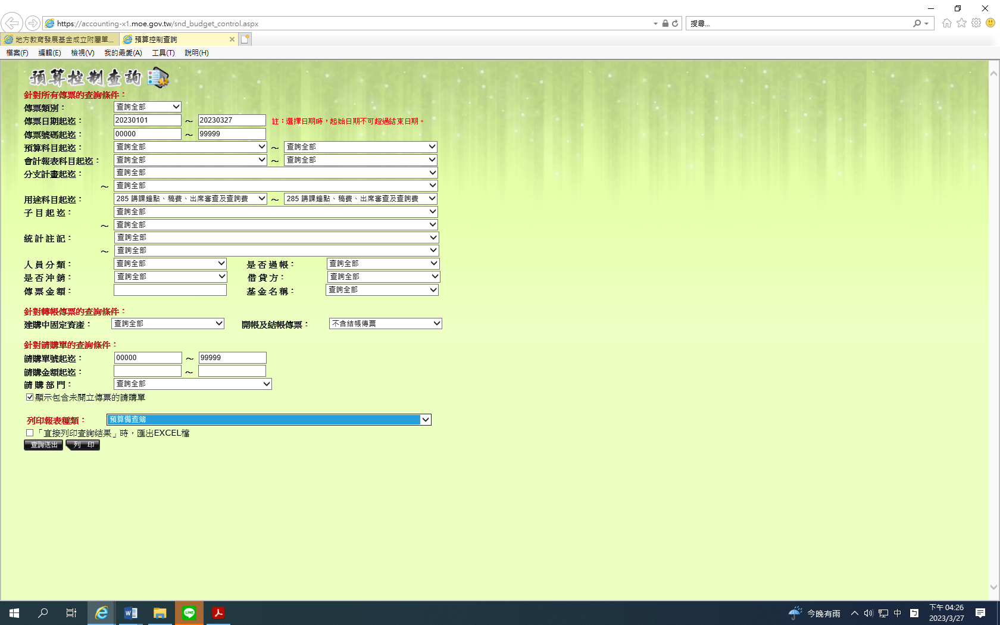 https://accounting-x1.moe.gov.tw/snd_budget_control.aspx
搜尋...
地方教育發展基金成立附屬單...
預算控制查詢
檔案(F) 編輯(E) 檢視(V) 我的最愛(A) 工具(T) 說明(H)
預算控制查詢
針對所有傳票的查詢條件：
傳票類別： 查詢全部
傳票日期起迄： 20230101 ～ 20230327 註：選擇日期時，起始日期不可超過結束日期。
傳票號碼起迄： 00000 ～ 99999
預算科目起迄： 查詢全部 ～ 查詢全部
會計報表科目起迄： 查詢全部 ～ 查詢全部
分支計畫起迄： 查詢全部
～ 查詢全部
用途科目起迄： 285 講課鐘點、稿費、出席審查及查詢費 ～ 285 講課鐘點、稿費、出席審查及查詢費
子 目 起 迄： 查詢全部
～ 查詢全部
統 計 註 記： 查詢全部
～ 查詢全部
人 員 分 類： 查詢全部 是 否 過 帳： 查詢全部
是 否 沖 銷： 查詢全部 借 貸 方： 查詢全部
傳 票 金 額： 基 金 名 稱： 查詢全部
針對轉帳傳票的查詢條件：
建購中固定資產： 查詢全部 開帳及結帳傳票： 不含結帳傳票
針對請購單的查詢條件：
請購單號起迄： 00000 ～ 99999
請購金額起迄： ～
請 購 部 門： 查詢全部
顯示包含未開立傳票的請購單
列印報表種類： 預算備查簿
「直接列印查詢結果」時，匯出EXCEL檔
查詢送出 列 印
今晚有雨 中 下午 04:26
2023/3/27
LINE